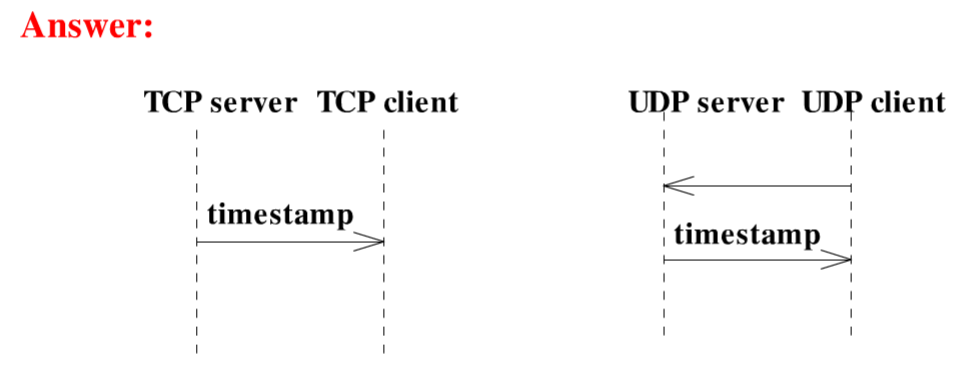 Answer:
TCP server TCP client
UDP server UDP client
timestamp
timestamp